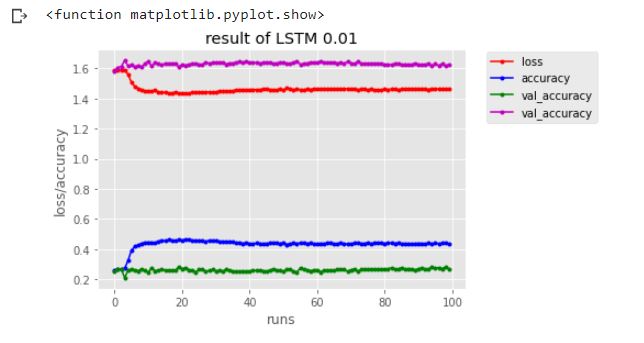 <function matplotlib.pyplot.show>
result of LSTM 0.01
loss
accuracy
val_accuracy
val_accuracy
loss/accuracy
1.6
1.4
1.2
1.0
0.8
0.6
0.4
0.2
0
20
40
60
80
100
runs